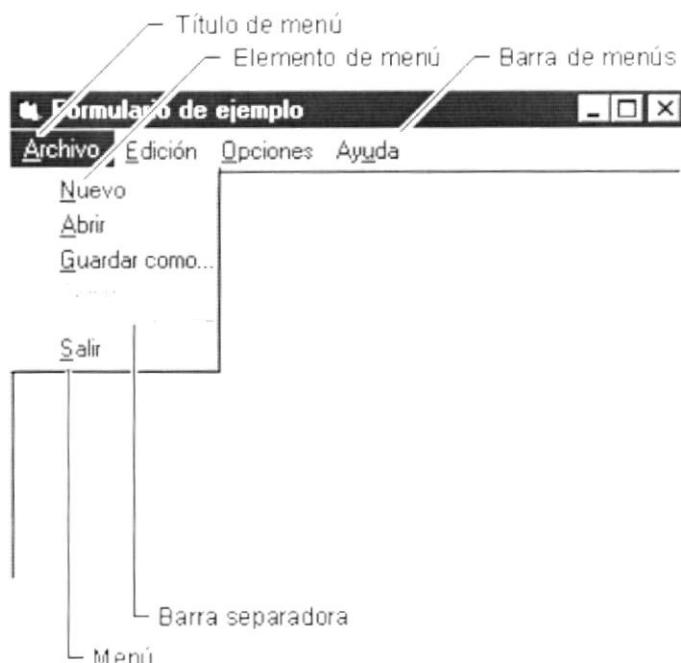 Título de menú
Elemento de menú
Barra de menús
Formulario de ejemplo
Archivo Edición Opciones Ayuda
Nuevo
Abrir
Guardar como...
Salir
Barra separadora
Menú